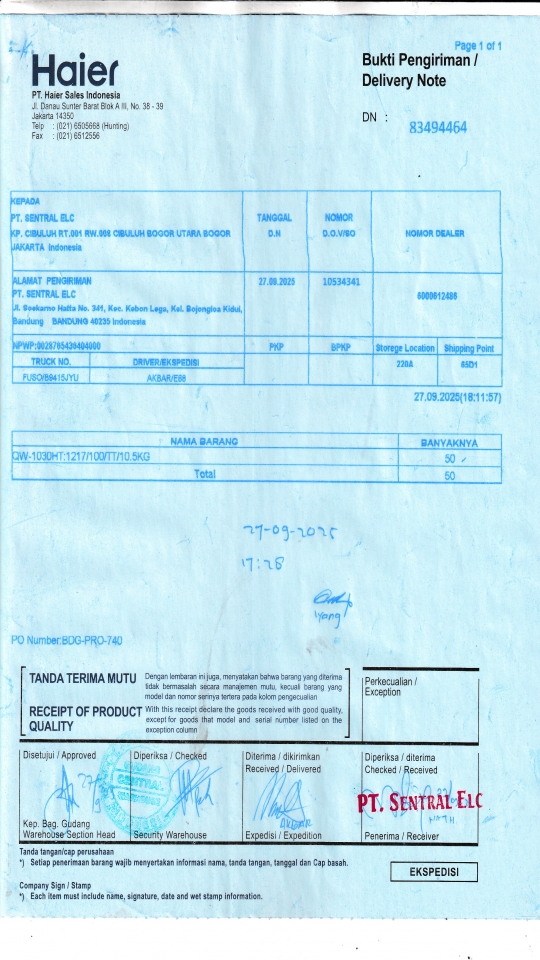 Page 1 of 1
Haier
Bukti Pengiriman /
Delivery Note
PT. Haier Sales Indonesia
Jl. Danau Sunter Barat Blok A III, No. 38 - 39
Jakarta 14350
Telp : (021) 6505668 (Hunting)
Fax : (021) 6512556
DN : 83494464
KEPADA
PT. SENTRAL ELC
KP. CIBULUH RT.001 RW.008 CIBULUH BOGOR UTARA BOGOR
JAKARTA Indonesia
TANGGAL D.N
NOMOR D.O.V/SO
NOMOR DEALER
ALAMAT PENGIRIMAN
PT. SENTRAL ELC
Jl. Soekarno Hatta No. 341, Kec. Kebon Lega, Kel. Bojongloa Kidul,
Bandung BANDUNG 40235 Indonesia
27.09.2025
10534341
6000612486
NPWP:0028765436404000
PKP
BPKP
Storege Location
Shipping Point
TRUCK NO.
DRIVER/EKSPEDISI
220A
65D1
FUSO/B9415JYU
AKBAR/E68
27.09.2025(18:11:57)
NAMA BARANG
BANYAKNYA
QW-1030HT:1217/100/TT/10.5KG
50
Total
50
27-09-2025
17:28
Iyang
PO Number:BDG-PRO-740
TANDA TERIMA MUTU
Dengan lembaran ini juga, menyatakan bahwa barang yang diterima
tidak bermasalah secara manajemen mutu, kecuali barang yang
model dan nomor serinya tertera pada kolom pengecualian
RECEIPT OF PRODUCT
QUALITY
With this receipt declare the goods received with good quality,
except for goods that model and serial number listed on the
exception column
Perkecualian /
Exception
Disetujui / Approved
Diperiksa / Checked
Diterima / dikirimkan
Received / Delivered
Diperiksa / diterima
Checked / Received
27/9
SENTRAL
AKBAR
PT. SENTRAL ELC
Kep. Bag. Gudang
Warehouse Section Head
Security Warehouse
Expedisi / Expedition
Penerima / Receiver
Tanda tangan/cap perusahaan
*) Setiap penerimaan barang wajib menyertakan informasi nama, tanda tangan, tanggal dan Cap basah.
EKSPEDISI
Company Sign / Stamp
*) Each item must include name, signature, date and wet stamp information.